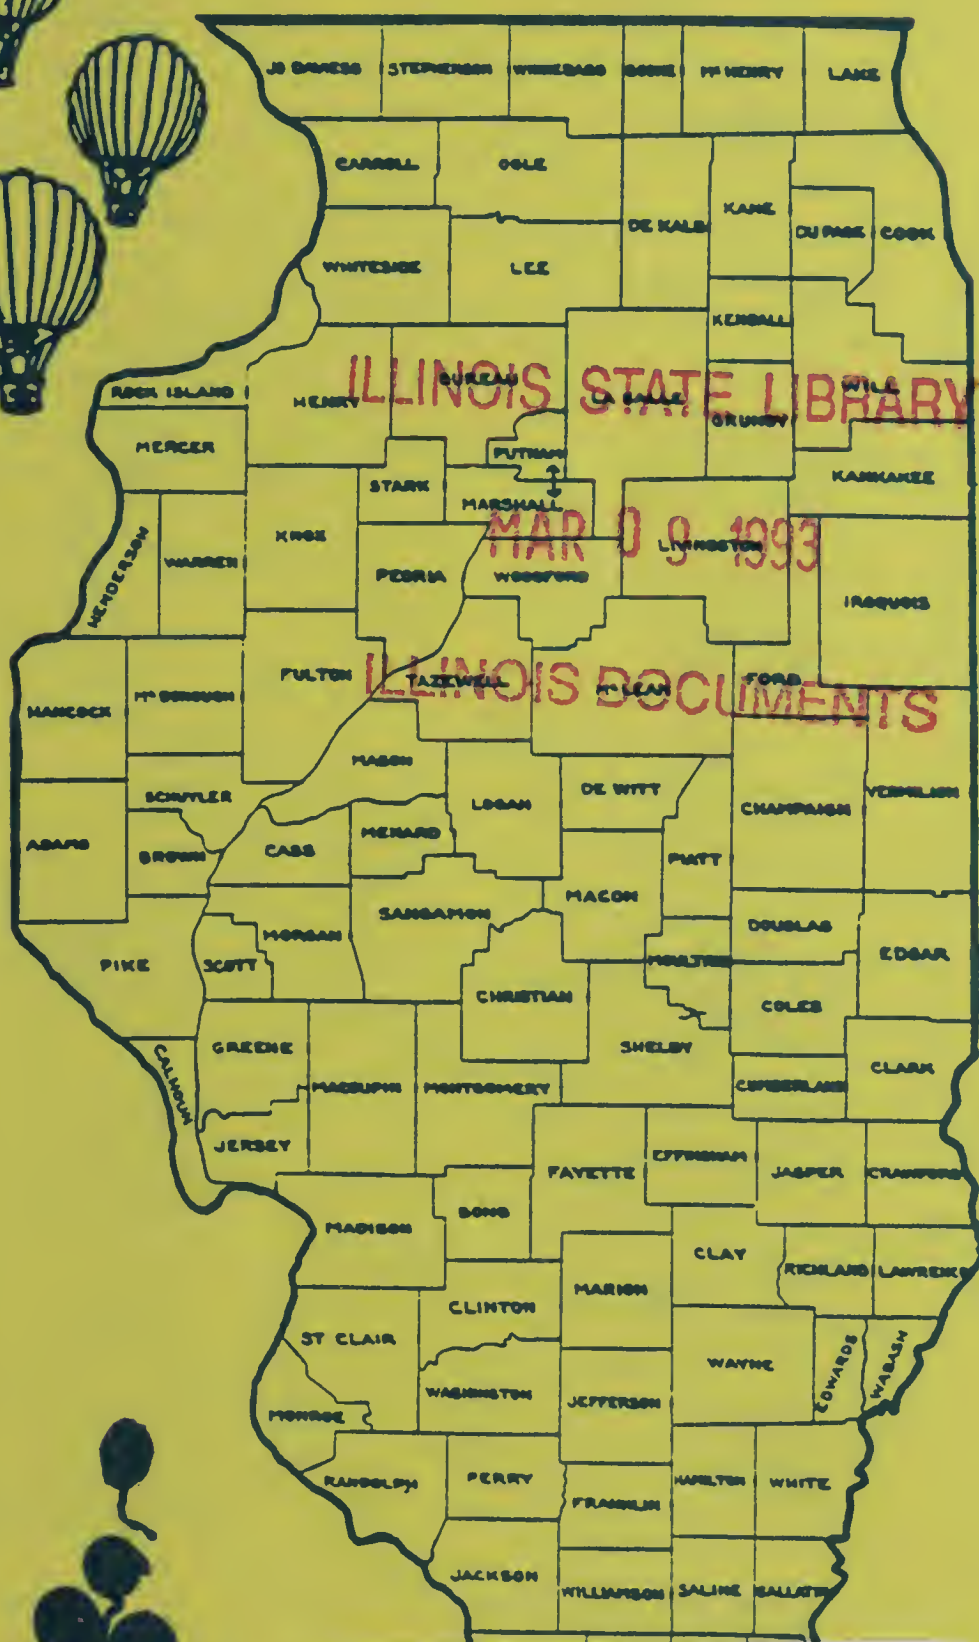 JO DAVIESS STEPHENSON WINNEBAGO BOONE McHENRY LAKE
CARROLL OGLE
DE KALB KANE DU PAGE COOK
WHITESIDE LEE
KENDALL
ROCK ISLAND HENRY BUREAU LA SALLE GRUNDY WILL
ILLINOIS STATE LIBRARY
MERCER PUTNAM
STARK MARSHALL KANKAKEE
HENDERSON WARREN KNOX PEORIA WOODFORD LIVINGSTON
MAR 09 1993
IROQUOIS
HANCOCK McDONOUGH FULTON TAZEWELL McLEAN FORD
ILLINOIS DOCUMENTS
MASON
SCHUYLER LOGAN DE WITT CHAMPAIGN VERMILION
ADAMS BROWN CASS MENARD PIATT
MACON
SANGAMON DOUGLAS
PIKE SCOTT MORGAN MOULTRIE EDGAR
CHRISTIAN COLES
GREENE SHELBY
CALHOUN MACOUPIN MONTGOMERY CUMBERLAND CLARK
JERSEY
FAYETTE EFFINGHAM JASPER CRAWFORD
MADISON BOND
CLAY RICHLAND LAWRENCE
MARION
CLINTON
ST CLAIR
WAYNE EDWARDS WABASH
WASHINGTON JEFFERSON
MONROE
RANDOLPH PERRY HAMILTON WHITE
FRANKLIN
JACKSON WILLIAMSON SALINE GALLATIN